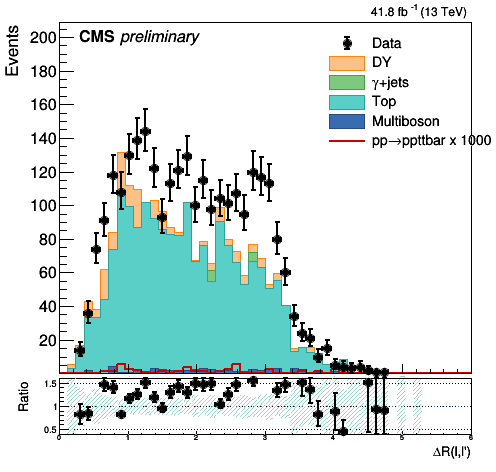 41.8 fb⁻¹ (13 TeV)
CMS preliminary
Events
200
180
160
140
120
100
80
60
40
20
Data
DY
γ+jets
Top
Multiboson
pp→ppttbar x 1000
Ratio
1.5
1
0.5
0 1 2 3 4 5 6
ΔR(l,l')